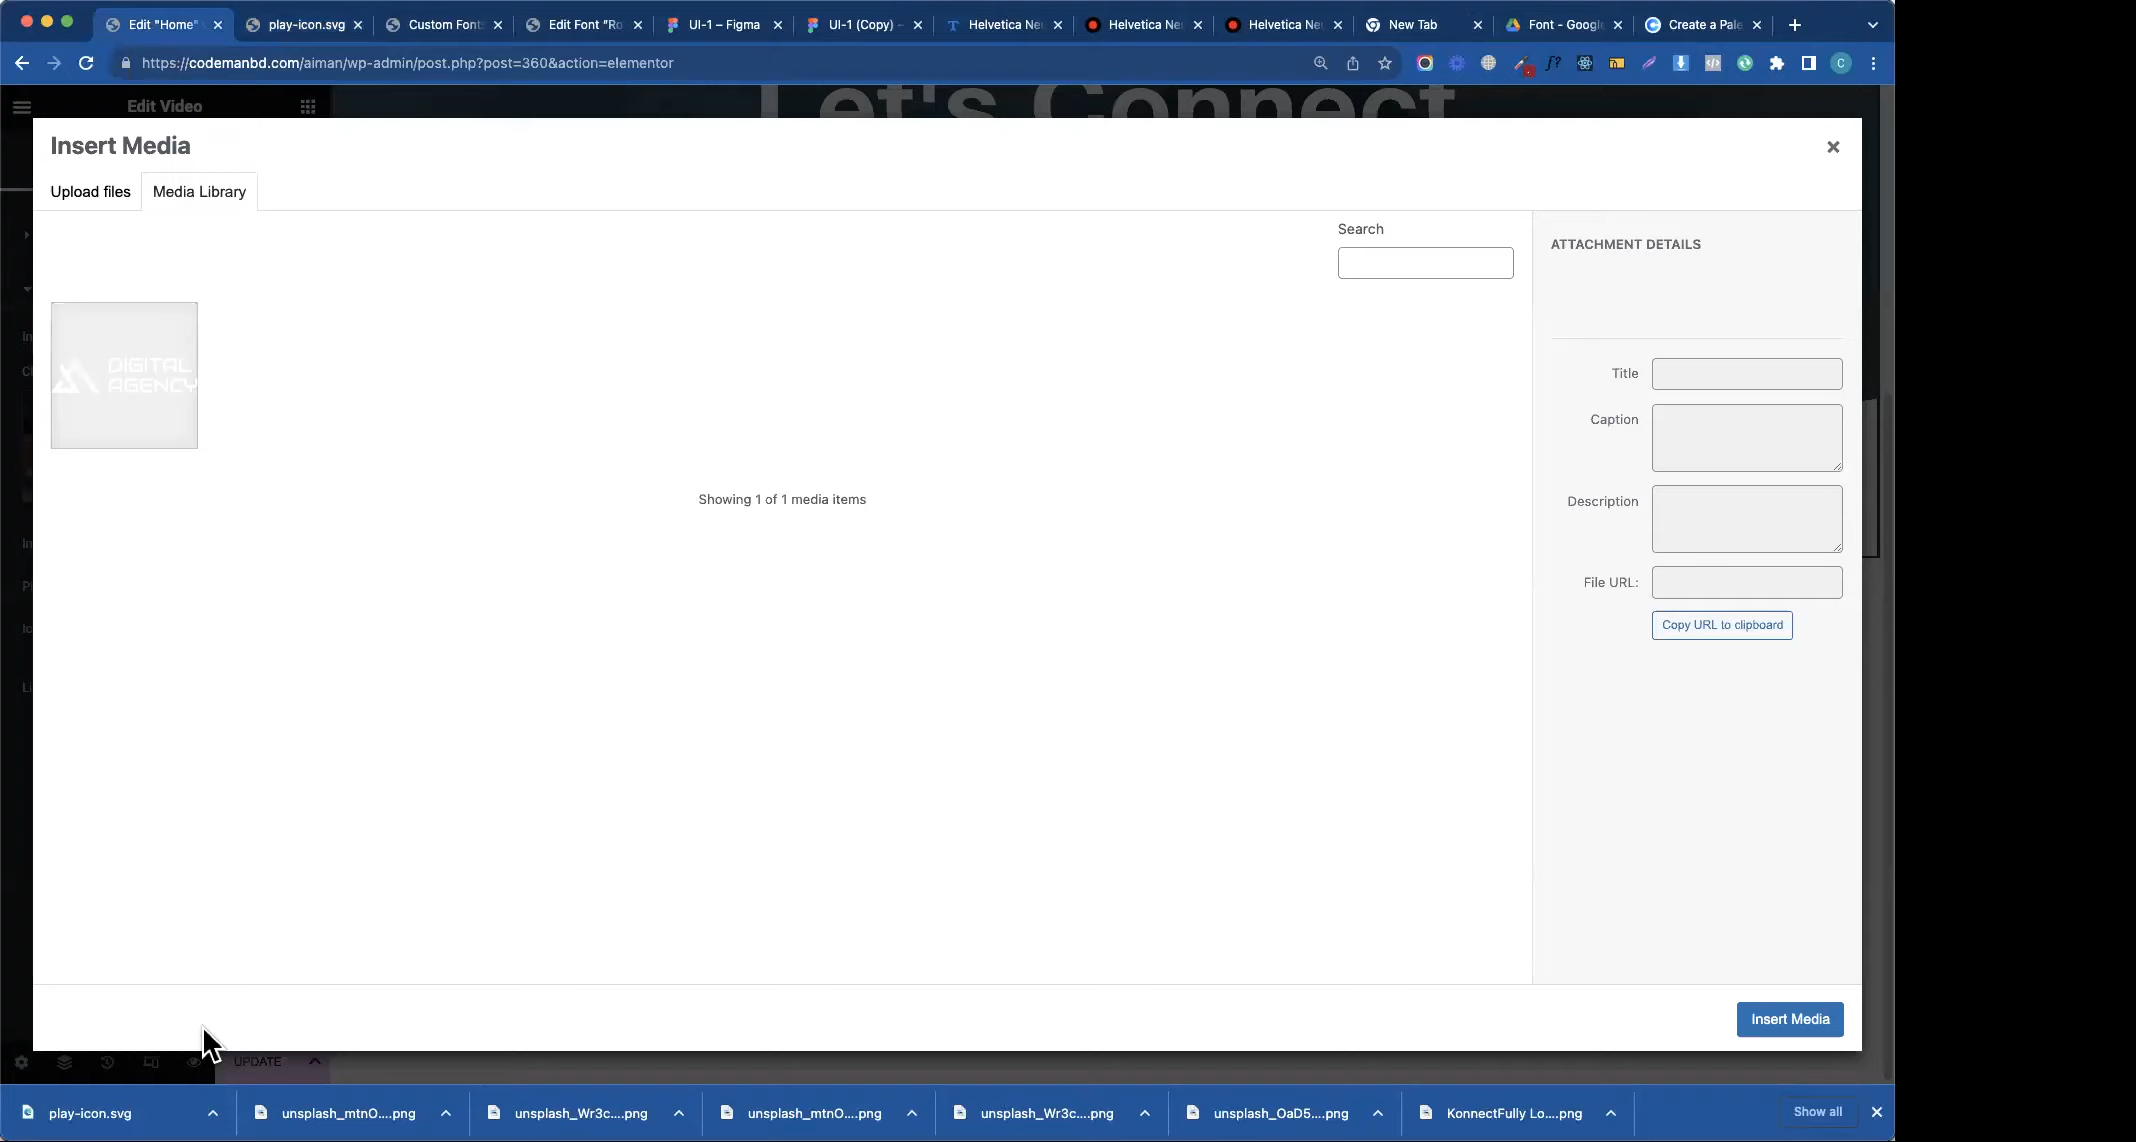 Edit "Home"
play-icon.svg
Custom Font
Edit Font "Ro
UI-1 – Figma
UI-1 (Copy) –
Helvetica Ne
Helvetica Ne
Helvetica Ne
New Tab
Font - Google
Create a Pale
https://codemanbd.com/aiman/wp-admin/post.php?post=360&action=elementor
C
Edit Video
Let's Connect
Insert Media
Upload files
Media Library
Search
ATTACHMENT DETAILS
DIGITAL
AGENCY
Title
Caption
Showing 1 of 1 media items
Description
File URL:
Copy URL to clipboard
Insert Media
UPDATE
play-icon.svg
unsplash_mtnO....png
unsplash_Wr3c....png
unsplash_mtnO....png
unsplash_Wr3c....png
unsplash_OaD5....png
KonnectFully Lo....png
Show all